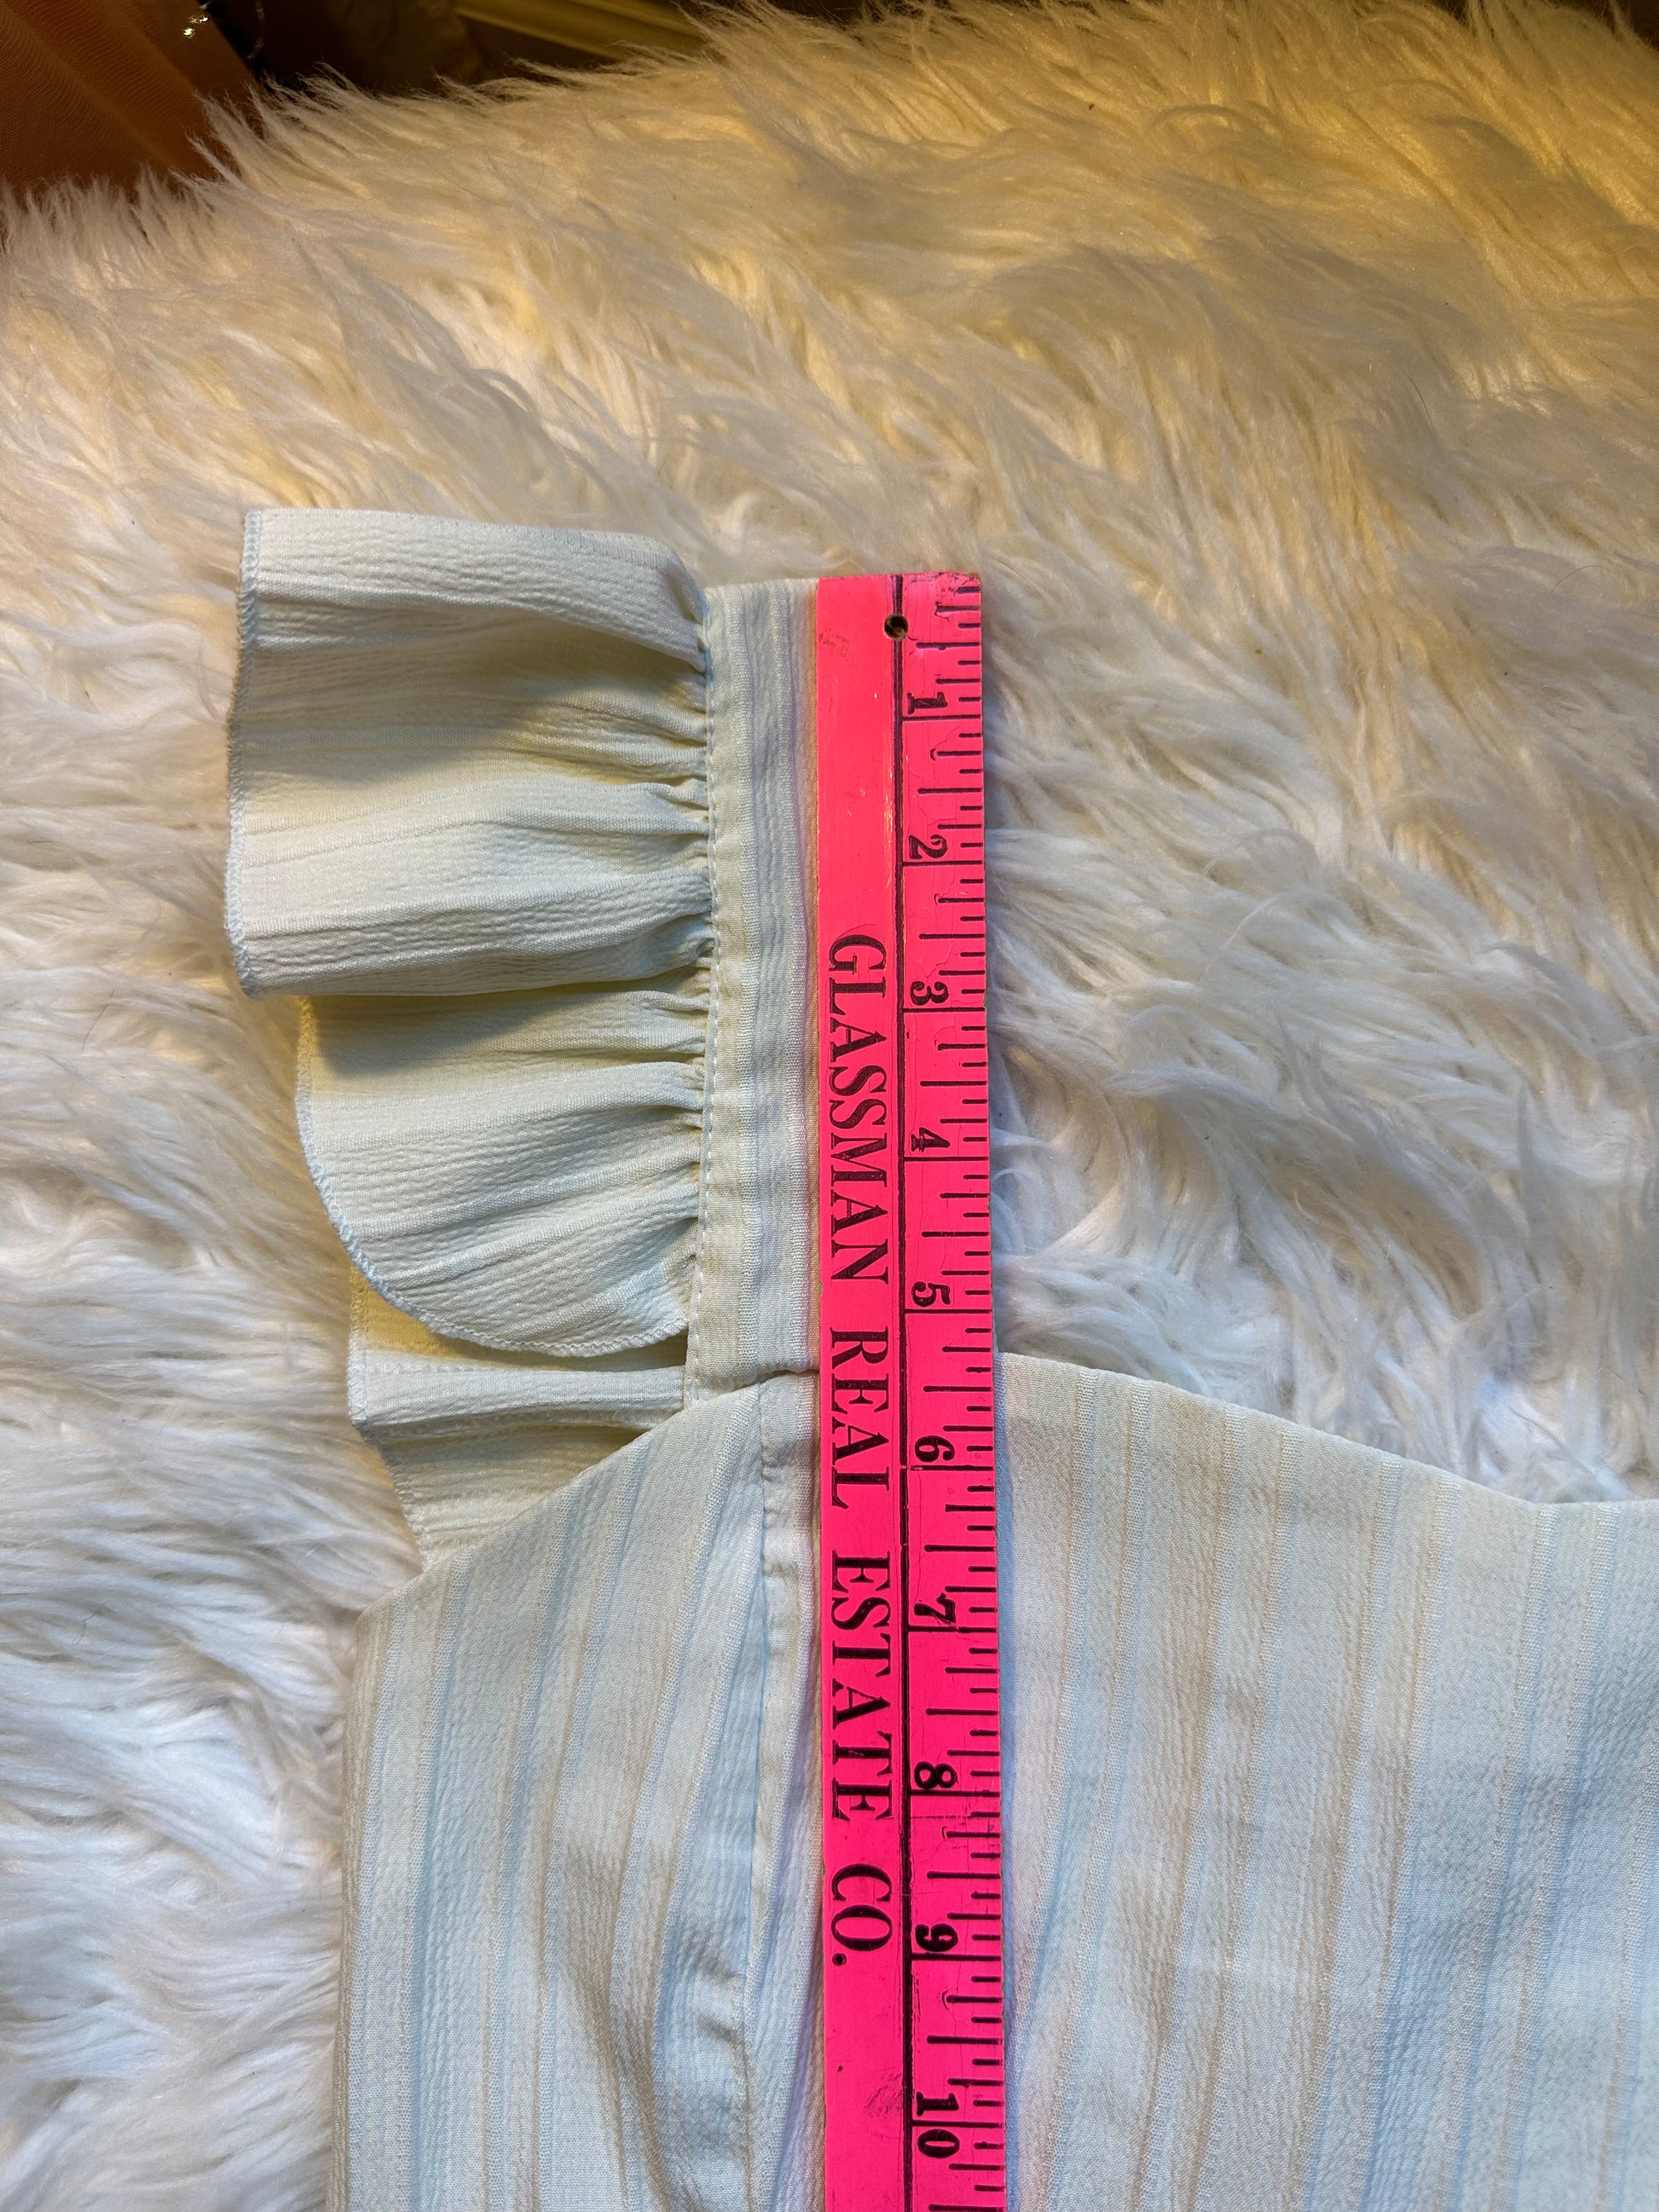 GLASSMAN REAL ESTATE CO.
1 2 3 4 5 6 7 8 9 10